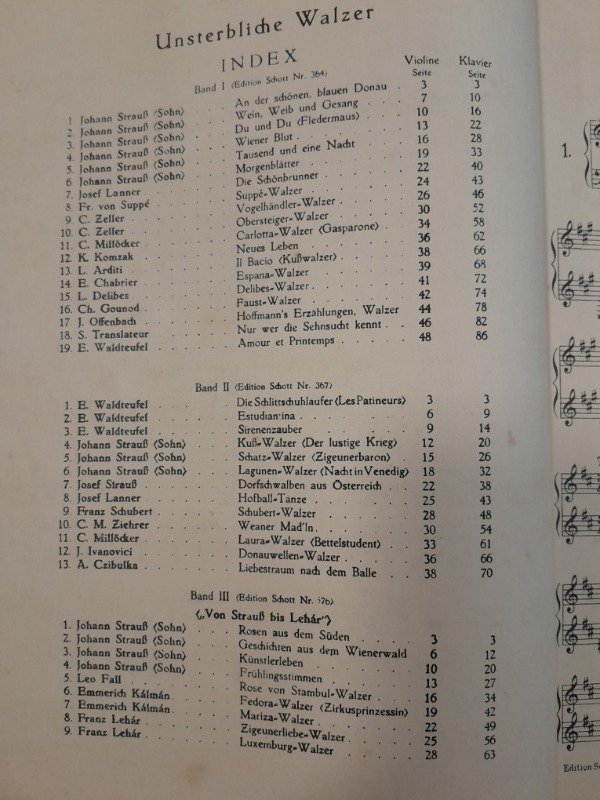 Unsterbliche Walzer
INDEX
Violine Klavier
Band I (Edition Schott Nr. 364) Seite Seite
1. Johann Strauß (Sohn) . . . An der schönen, blauen Donau . 3 3
2. Johann Strauß (Sohn) . . . Wein, Weib und Gesang . . . 7 10
3. Johann Strauß (Sohn) . . . Du und Du (Fledermaus) . . . 10 16
4. Johann Strauß (Sohn) . . . Wiener Blut . . . 13 22
5. Johann Strauß (Sohn) . . . Tausend und eine Nacht . . . 16 28
6 Johann Strauß (Sohn) . . . Morgenblätter . . . 19 33
7. Josef Lanner . . . Die Schönbrunner . . . 22 40
8 Fr. von Suppé . . . Suppé-Walzer . . . 24 43
9 C. Zeller . . . Vogelhändler-Walzer . . . 26 46
10. C. Zeller . . . Obersteiger-Walzer . . . 30 52
11. C. Millöcker . . . Carlotta-Walzer (Gasparone) . . 34 58
12. K. Komzak . . . Neues Leben . . . 36 62
13 L. Arditi . . . Il Bacio (Kußwalzer) . . . 38 66
14. E. Chabrier . . . Espana-Walzer . . . 39 68
15. L. Delibes . . . Delibes-Walzer . . . 41 72
16. Ch. Gounod . . . Faust-Walzer . . . 42 74
17 J. Offenbach . . . Hoffmann's Erzählungen, Walzer 44 78
18. S. Translateur . . . Nur wer die Sehnsucht kennt . . 46 82
19. E. Waldteufel . . . Amour et Printemps . . . 48 86
Band II (Edition Schott Nr. 367)
1. E. Waldteufel . . . Die Schlittschuhlaufer (Les Patineurs) 3 3
2. E. Waldteufel . . . Estudiantina . . . 6 9
3. E. Waldteufel . . . Sirenenzauber . . . 9 14
4. Johann Strauß (Sohn) . . . Kuß-Walzer (Der lustige Krieg) . 12 20
5. Johann Strauß (Sohn) . . . Schatz-Walzer (Zigeunerbaron) . 15 26
6. Johann Strauß (Sohn) . . . Lagunen-Walzer (Nacht in Venedig) 18 32
7. Josef Strauß . . . Dorfschwalben aus Österreich . . 22 38
8. Josef Lanner . . . Hofball-Tänze . . . 25 43
9. Franz Schubert . . . Schubert-Walzer . . . 28 48
10. C. M. Ziehrer . . . Weaner Mad'ln . . . 30 54
11. C. Millöcker . . . Laura-Walzer (Bettelstudent) . . 33 61
12. J. Ivanovici . . . Donauwellen-Walzer . . . 36 66
13. A. Czibulka . . . Liebestraum nach dem Balle . . 38 70
Band III (Edition Schott Nr. 376)
(„Von Strauß bis Lehár“)
1. Johann Strauß (Sohn) . . . Rosen aus dem Süden . . . 3 3
2. Johann Strauß (Sohn) . . . Geschichten aus dem Wienerwald 6 12
3. Johann Strauß (Sohn) . . . Künstlerleben . . . 10 20
4. Johann Strauß (Sohn) . . . Frühlingsstimmen . . . 13 27
5. Leo Fall . . . Rose von Stambul-Walzer . . . 16 34
6. Emmerich Kálmán . . . Fedora-Walzer (Zirkusprinzessin) 19 42
7 Emmerich Kálmán . . . Mariza-Walzer . . . 22 49
8 Franz Lehár . . . Zigeunerliebe-Walzer . . . 25 56
9. Franz Lehár . . . Luxemburg-Walzer . . . 28 63
1.
Edition Sc